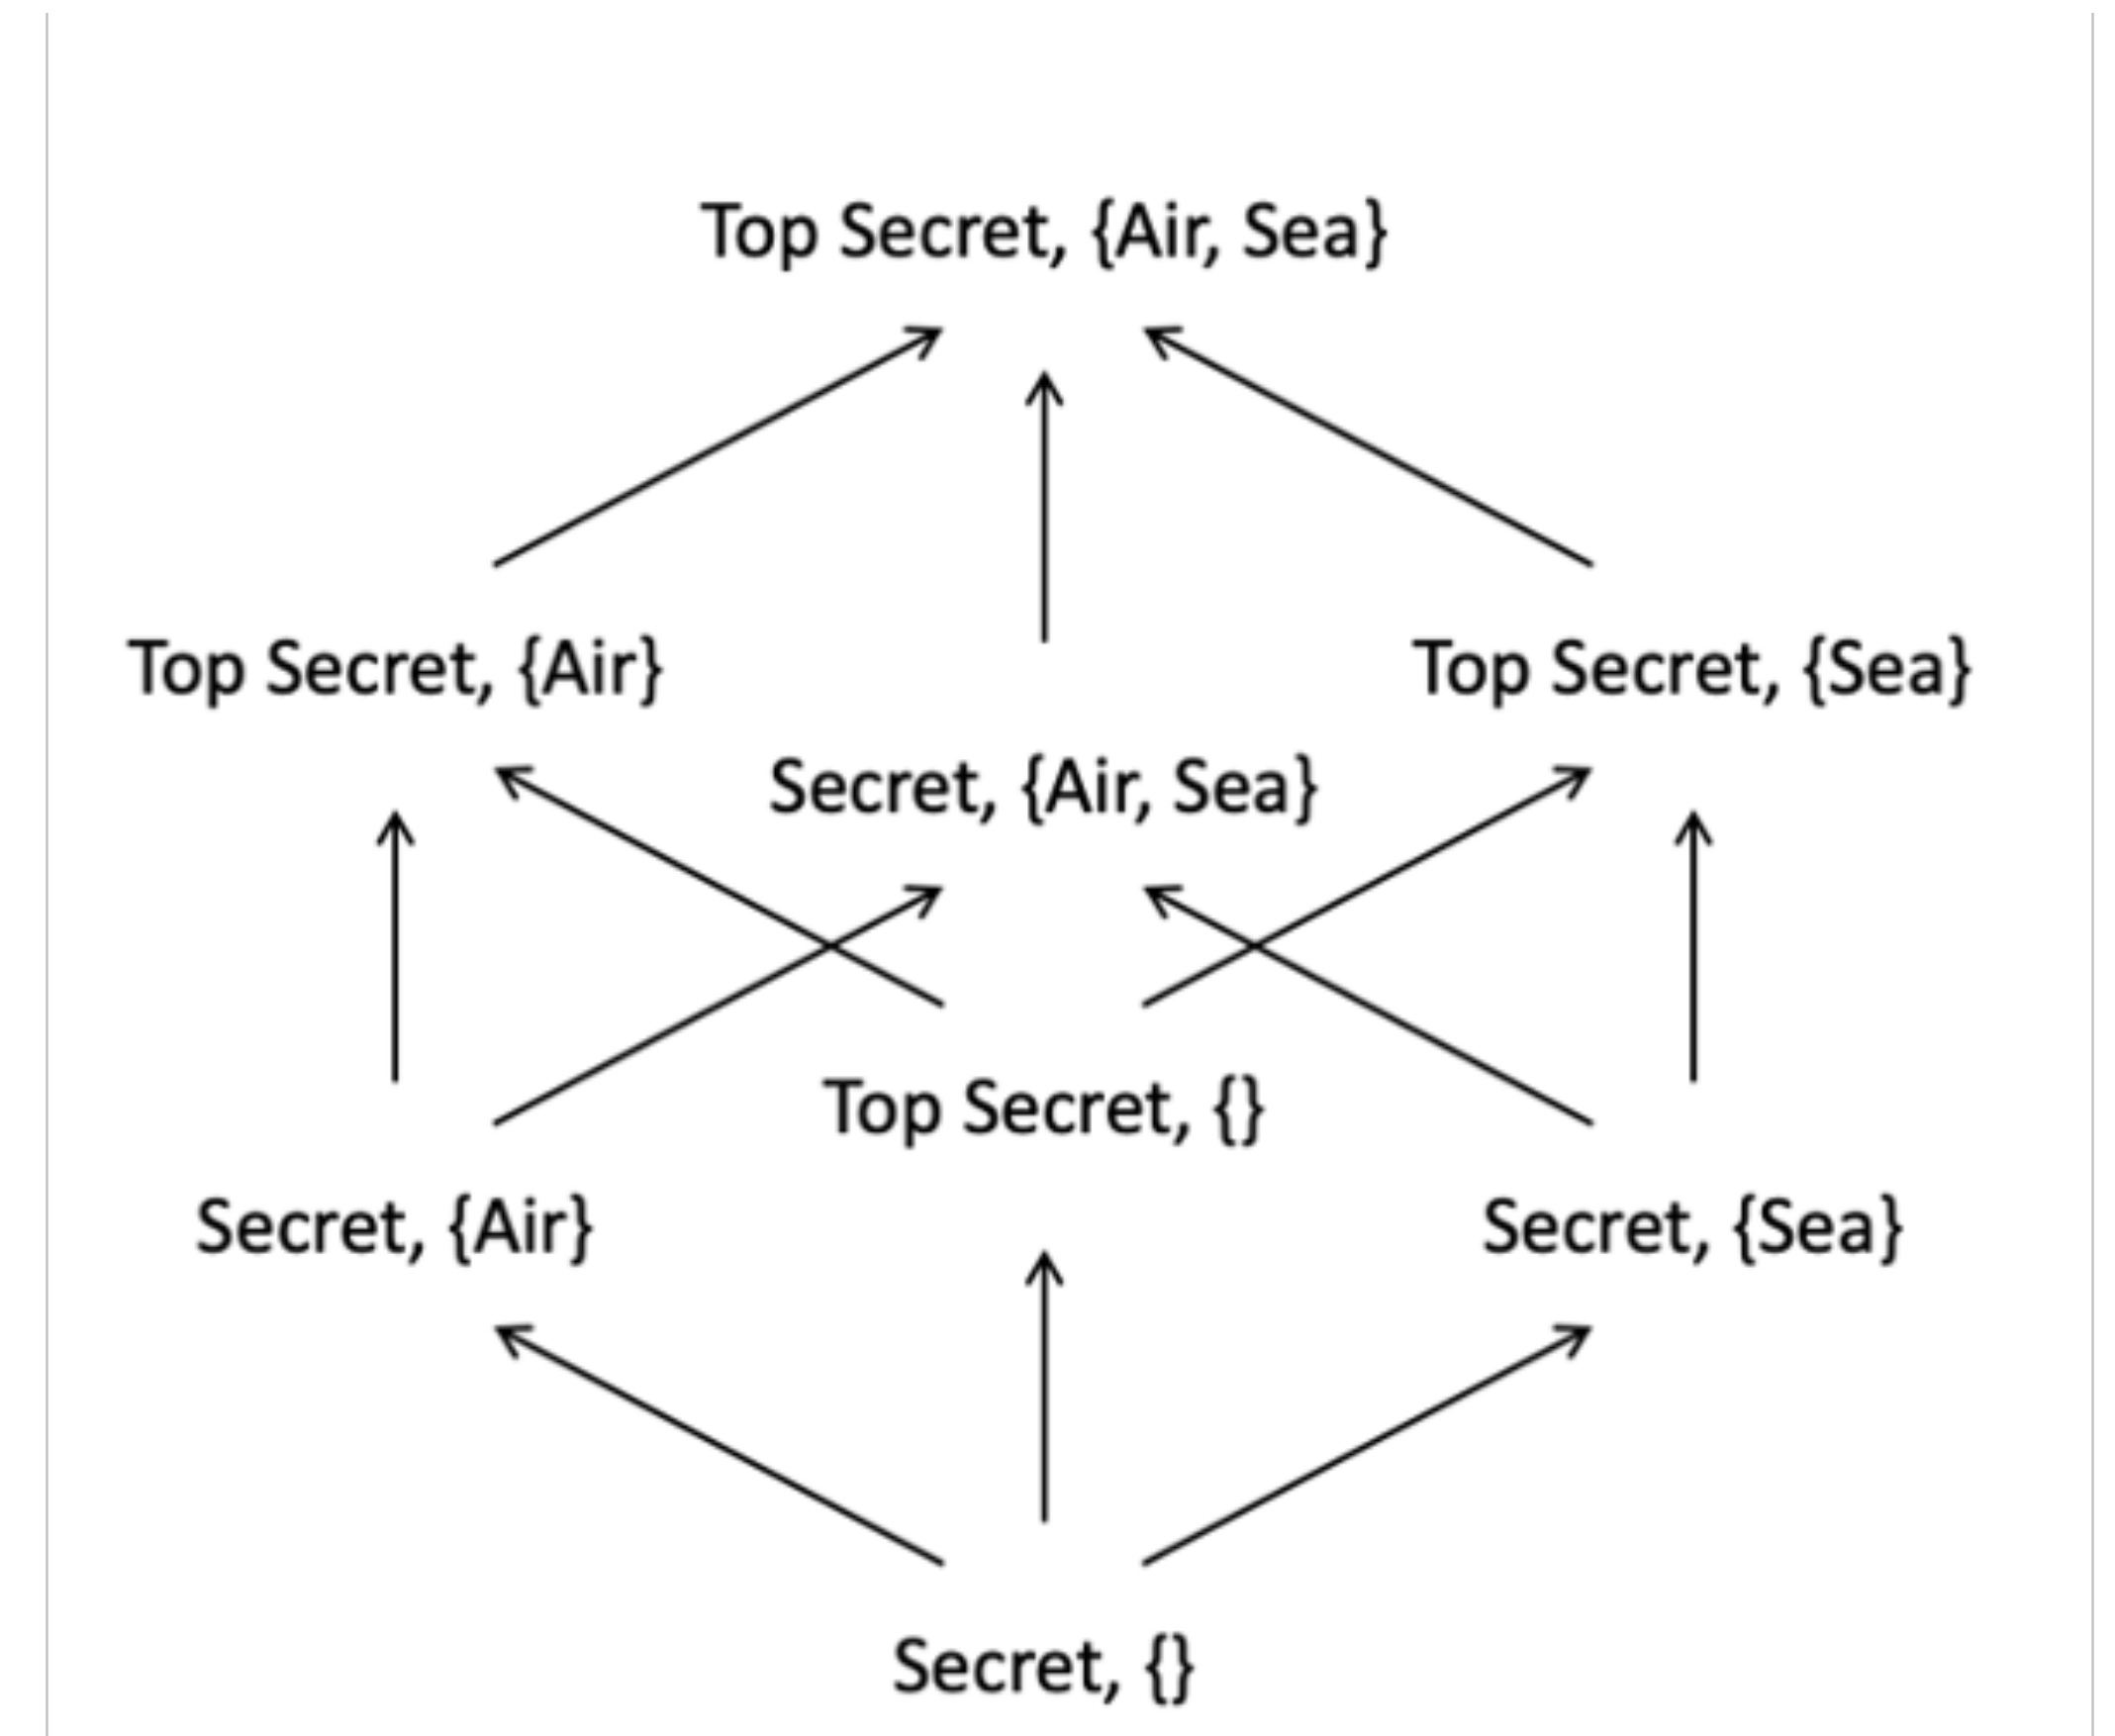 Top Secret, {Air, Sea}
Top Secret, {Air}
Top Secret, {Sea}
Secret, {Air, Sea}
Top Secret, {}
Secret, {Air}
Secret, {Sea}
Secret, {}